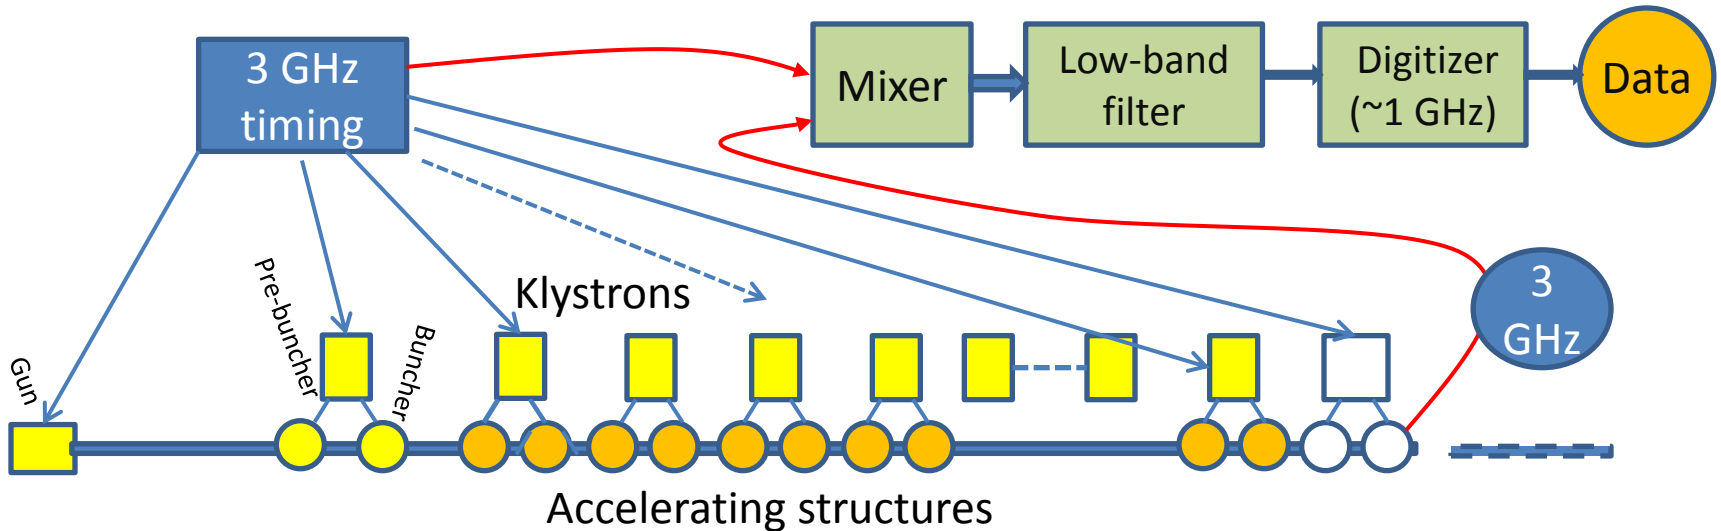 3 GHz
timing
Mixer
Low-band
filter
Digitizer
(~1 GHz)
Data
3
GHz
Klystrons
Pre-buncher
Buncher
Gun
Accelerating structures